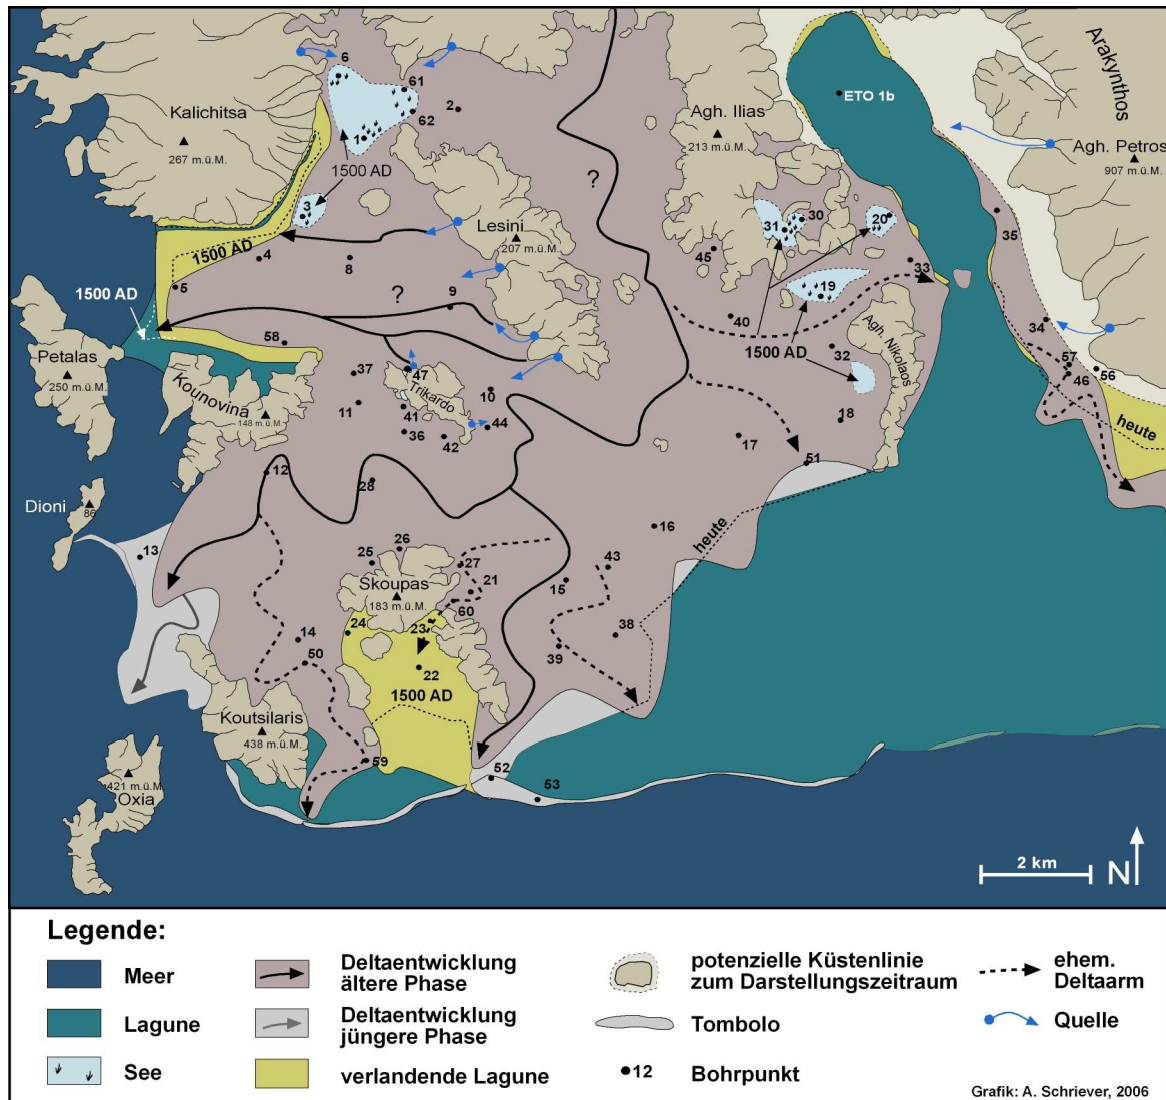 6
61
62
2
1
ETO 1b
Arakynthos
Kalichitsa
267 m.ü.M.
Agh. Ilias
213 m.ü.M.
Agh. Petros
907 m.ü.M.
1500 AD
?
3
Lesini
207 m.ü.M.
31
30
20
35
1500 AD
4
8
45
33
5
?
9
19
1500 AD
40
34
58
1500 AD
32
Agh. Nikolaos
Petalas
250 m.ü.M.
Kounovina
148 m.ü.M.
37
47
Trikardo
10
57
46
56
11
41
44
36
42
18
17
heute
12
51
28
Dioni
86
16
heute
13
26
25
27
43
Skoupas
183 m.ü.M.
21
15
60
24
23
38
14
39
50
22
1500 AD
Koutsilaris
438 m.ü.M.
59
52
53
421 m.ü.M.
Oxia
2 km
N
Legende:
Meer
Lagune
See
Deltaentwicklung
ältere Phase
Deltaentwicklung
jüngere Phase
verlandende Lagune
potenzielle Küstenlinie
zum Darstellungszeitraum
Tombolo
12
Bohrpunkt
ehem.
Deltaarm
Quelle
Grafik: A. Schriever, 2006